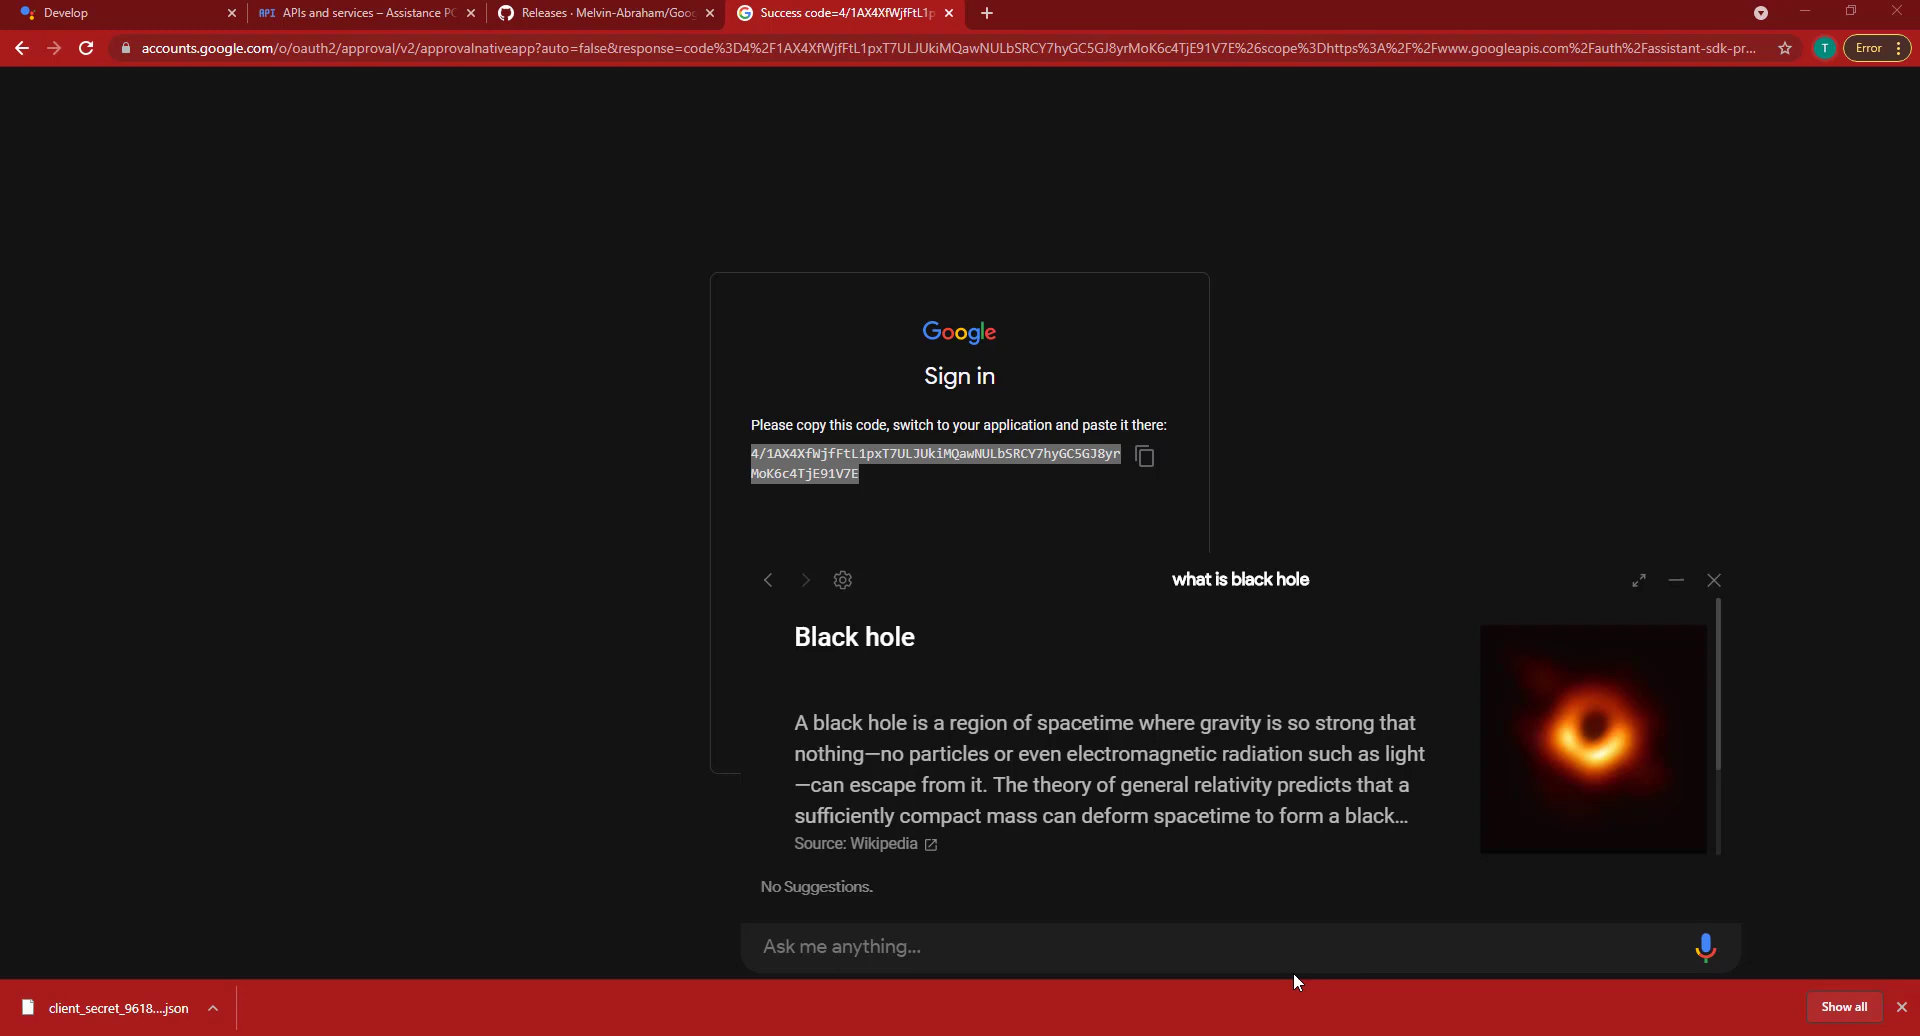 Develop
API APIs and services – Assistance PC
Releases · Melvin-Abraham/Goog
Success code=4/1AX4XfWjfFtL1p
accounts.google.com/o/oauth2/approval/v2/approvalnativeapp?auto=false&response=code%3D4%2F1AX4XfWjfFtL1pxT7ULJUkiMQawNULbSRCY7hyGC5GJ8yrMoK6c4TjE91V7E%26scope%3Dhttps%3A%2F%2Fwww.googleapis.com%2Fauth%2Fassistant-sdk-pr...
T
Error
Google
Sign in
Please copy this code, switch to your application and paste it there:
4/1AX4XfWjfFtL1pxT7ULJUkiMQawNULbSRCY7hyGC5GJ8yr
MoK6c4TjE91V7E
what is black hole
Black hole
A black hole is a region of spacetime where gravity is so strong that
nothing—no particles or even electromagnetic radiation such as light
—can escape from it. The theory of general relativity predicts that a
sufficiently compact mass can deform spacetime to form a black...
Source: Wikipedia
No Suggestions.
Ask me anything...
client_secret_9618....json
Show all